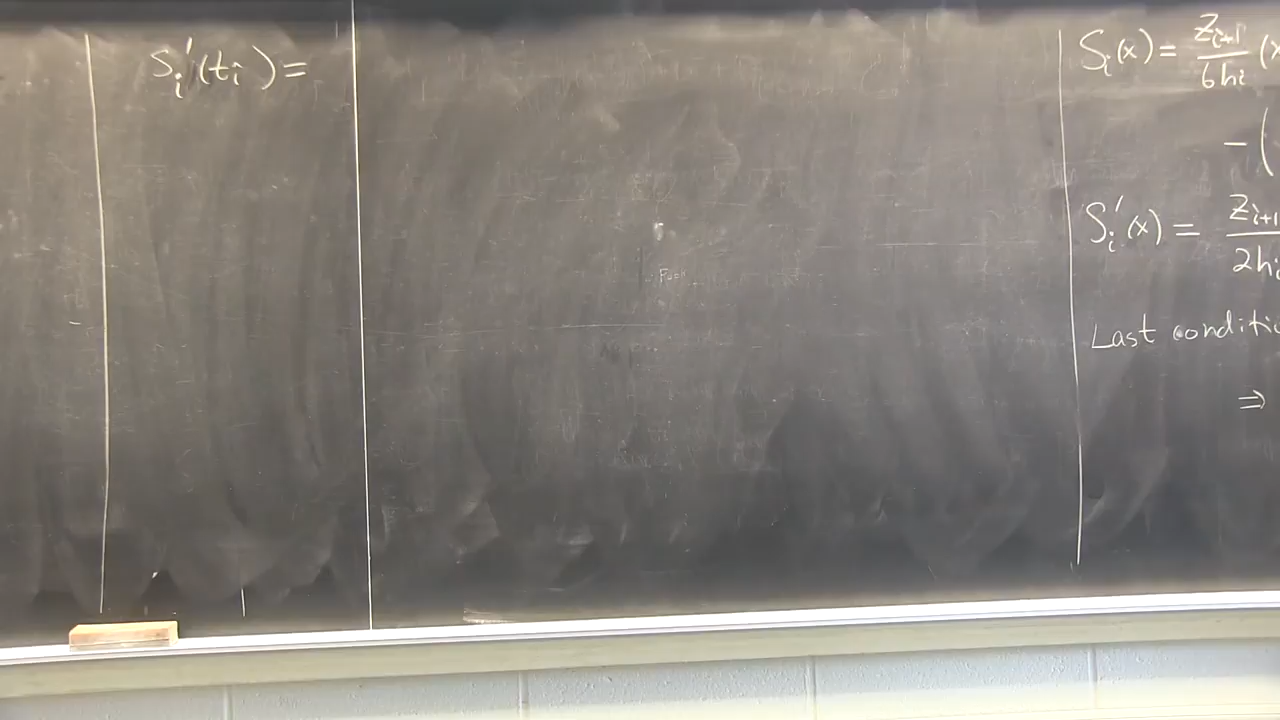 S_i'(t_i) =
S_i(x) = z_{i+1}/6h_i (x
- (
S_i'(x) = z_{i+1}/2h_i
Last conditi
⇒